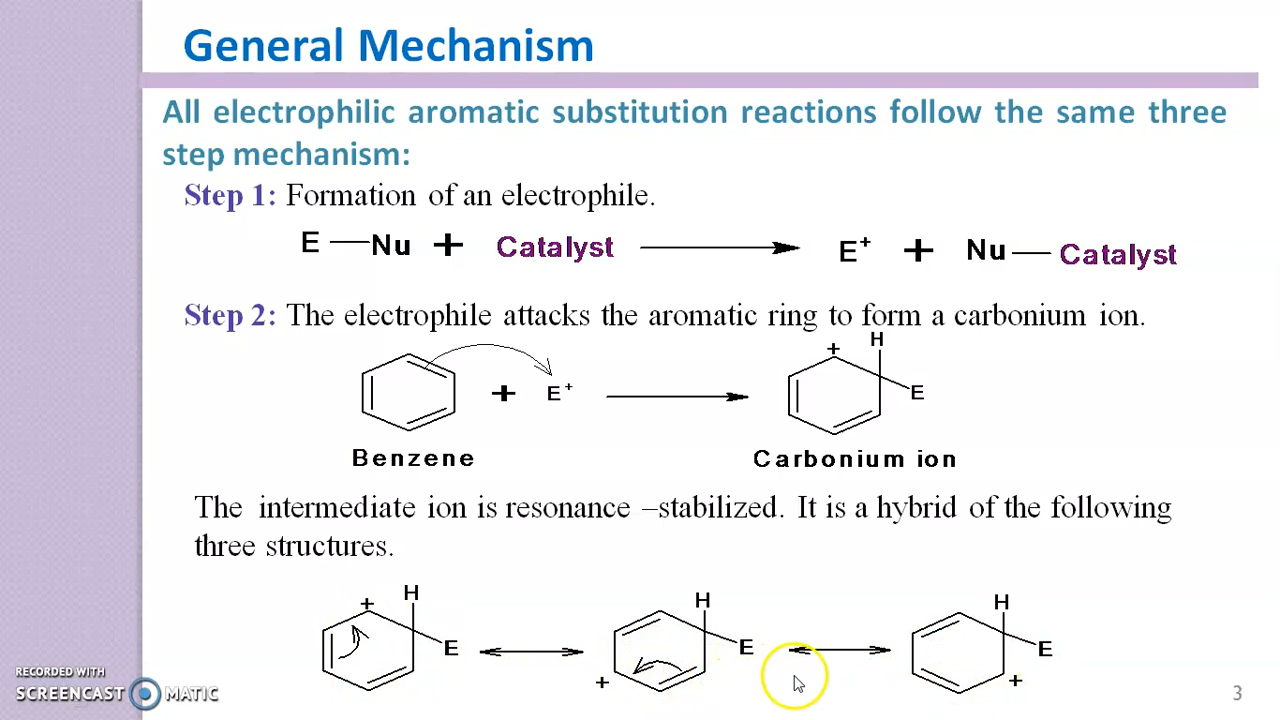 General Mechanism
All electrophilic aromatic substitution reactions follow the same three
step mechanism:
Step 1: Formation of an electrophile.
E — Nu + Catalyst → E+ + Nu — Catalyst
Step 2: The electrophile attacks the aromatic ring to form a carbonium ion.
+ H
+ E+ → E
Benzene Carbonium ion
The intermediate ion is resonance –stabilized. It is a hybrid of the following
three structures.
+ H H H
E ↔ E ↔ E
+ +
RECORDED WITH
SCREENCAST MATIC
3